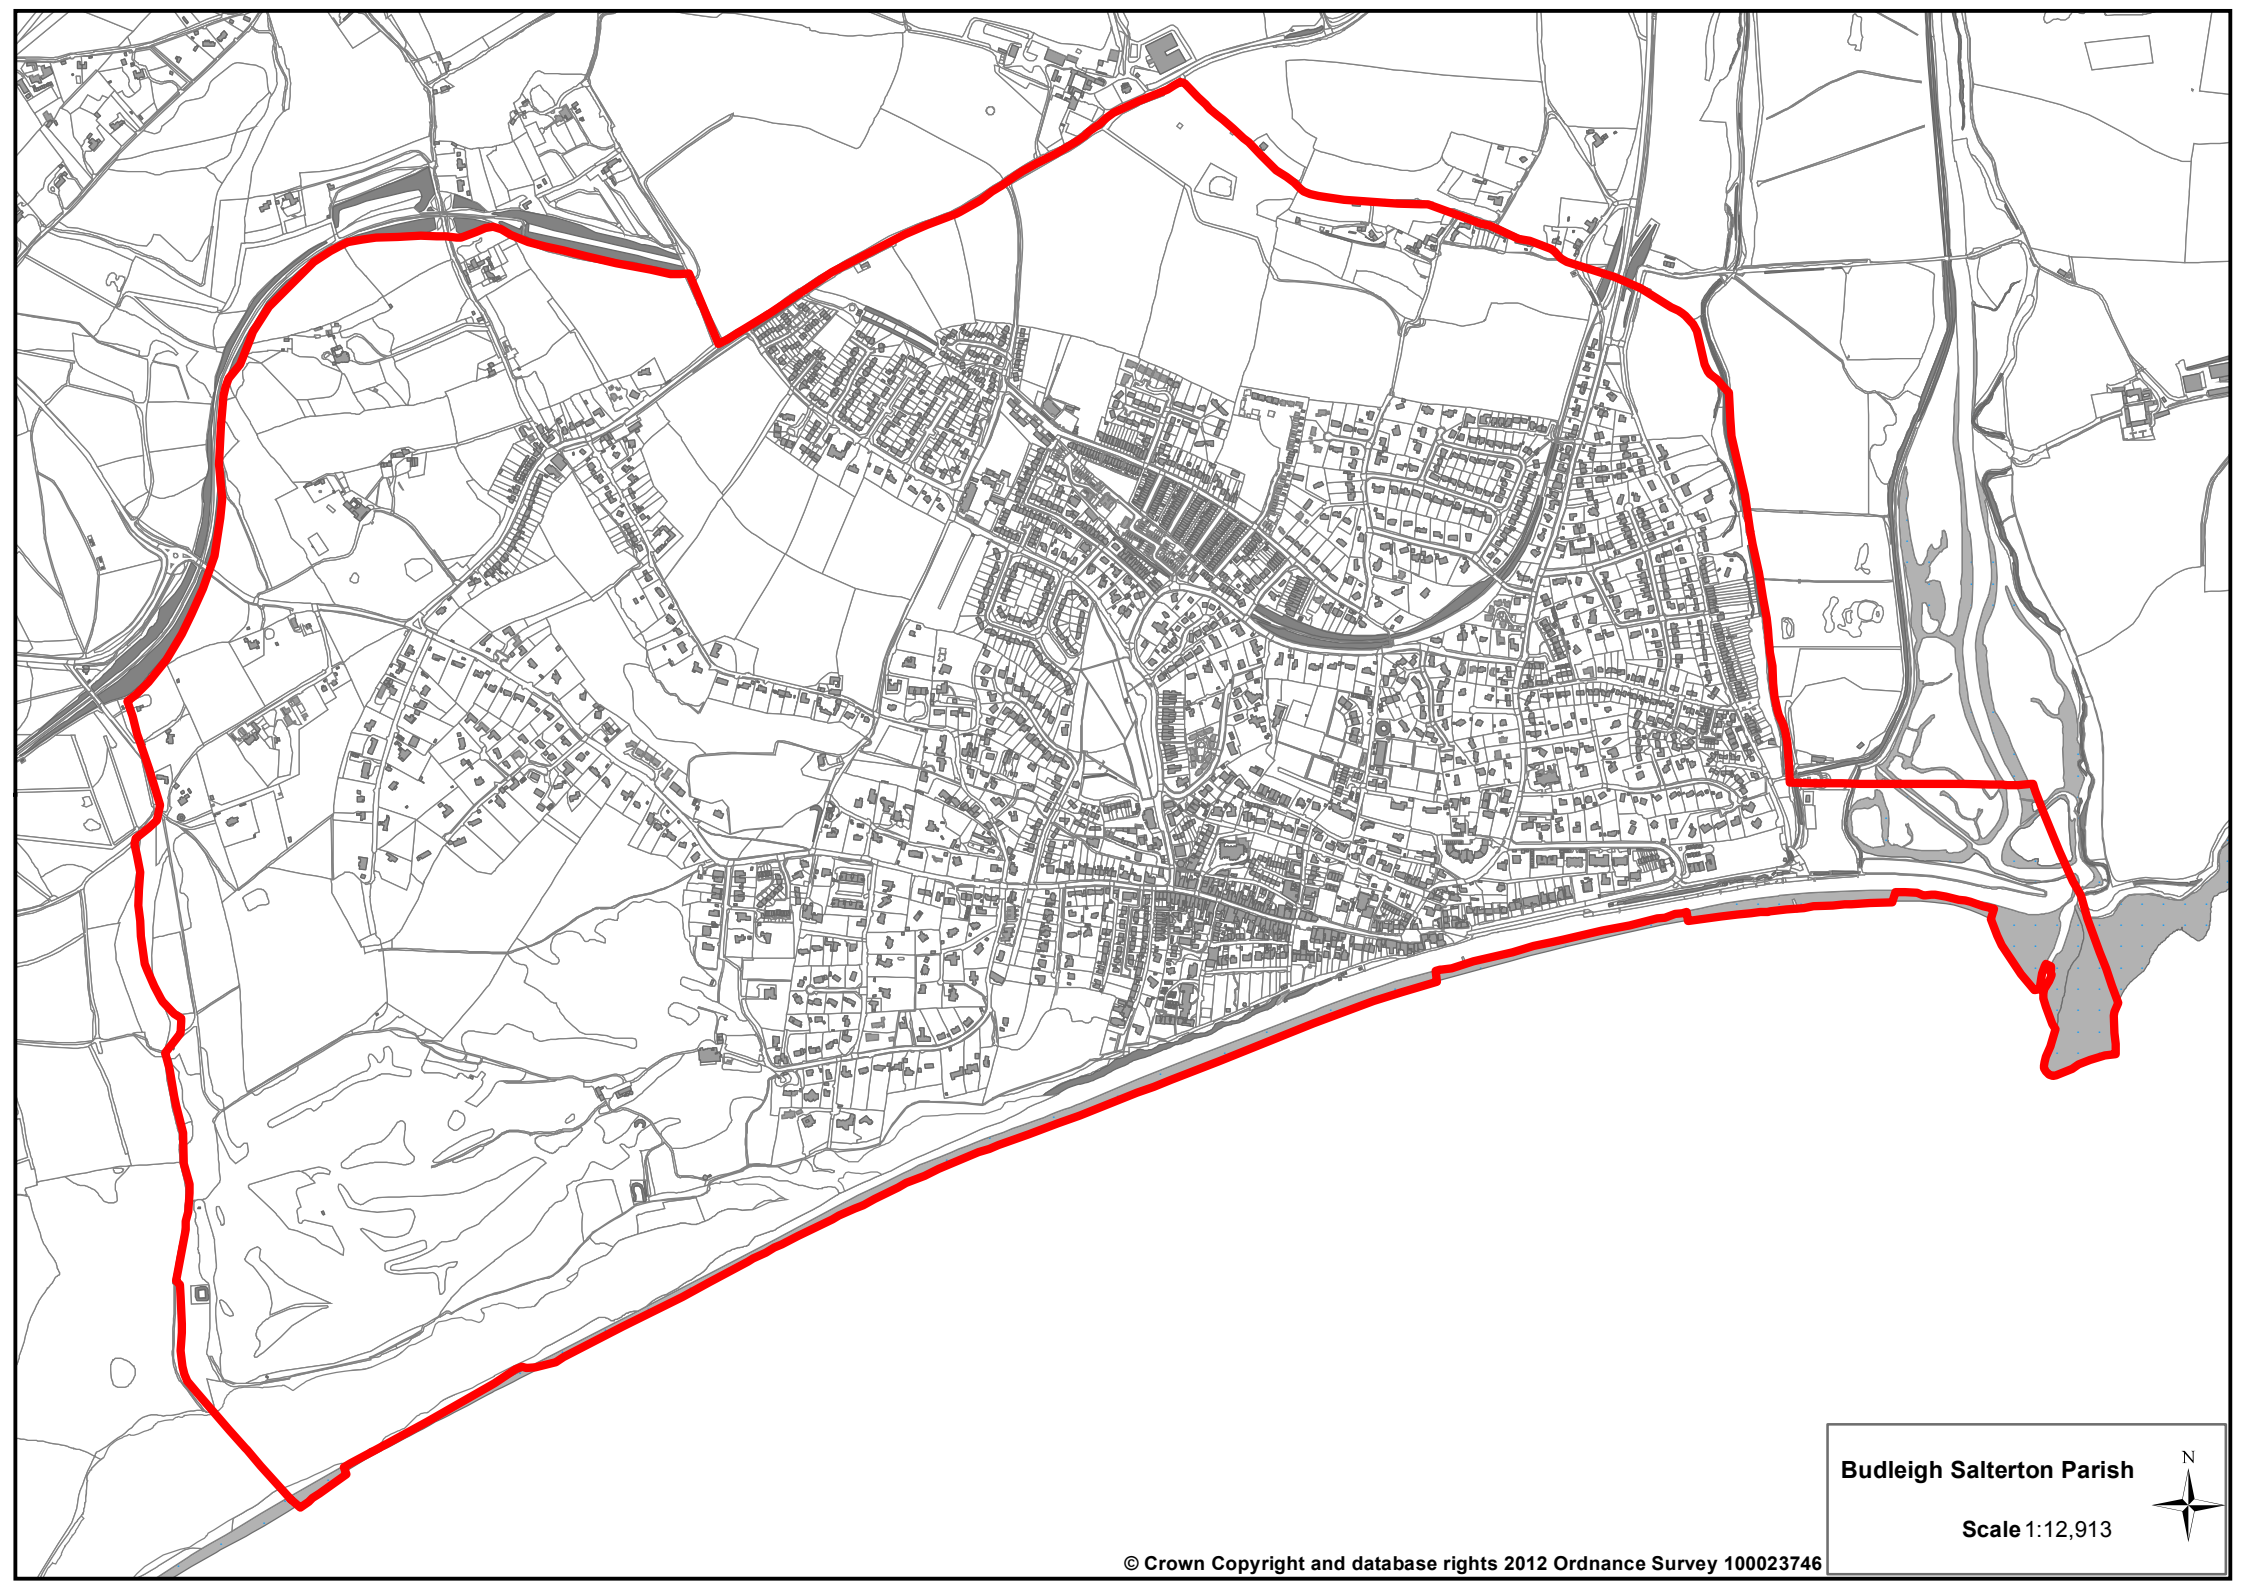 Budleigh Salterton Parish
N
Scale 1:12,913
© Crown Copyright and database rights 2012 Ordnance Survey 100023746